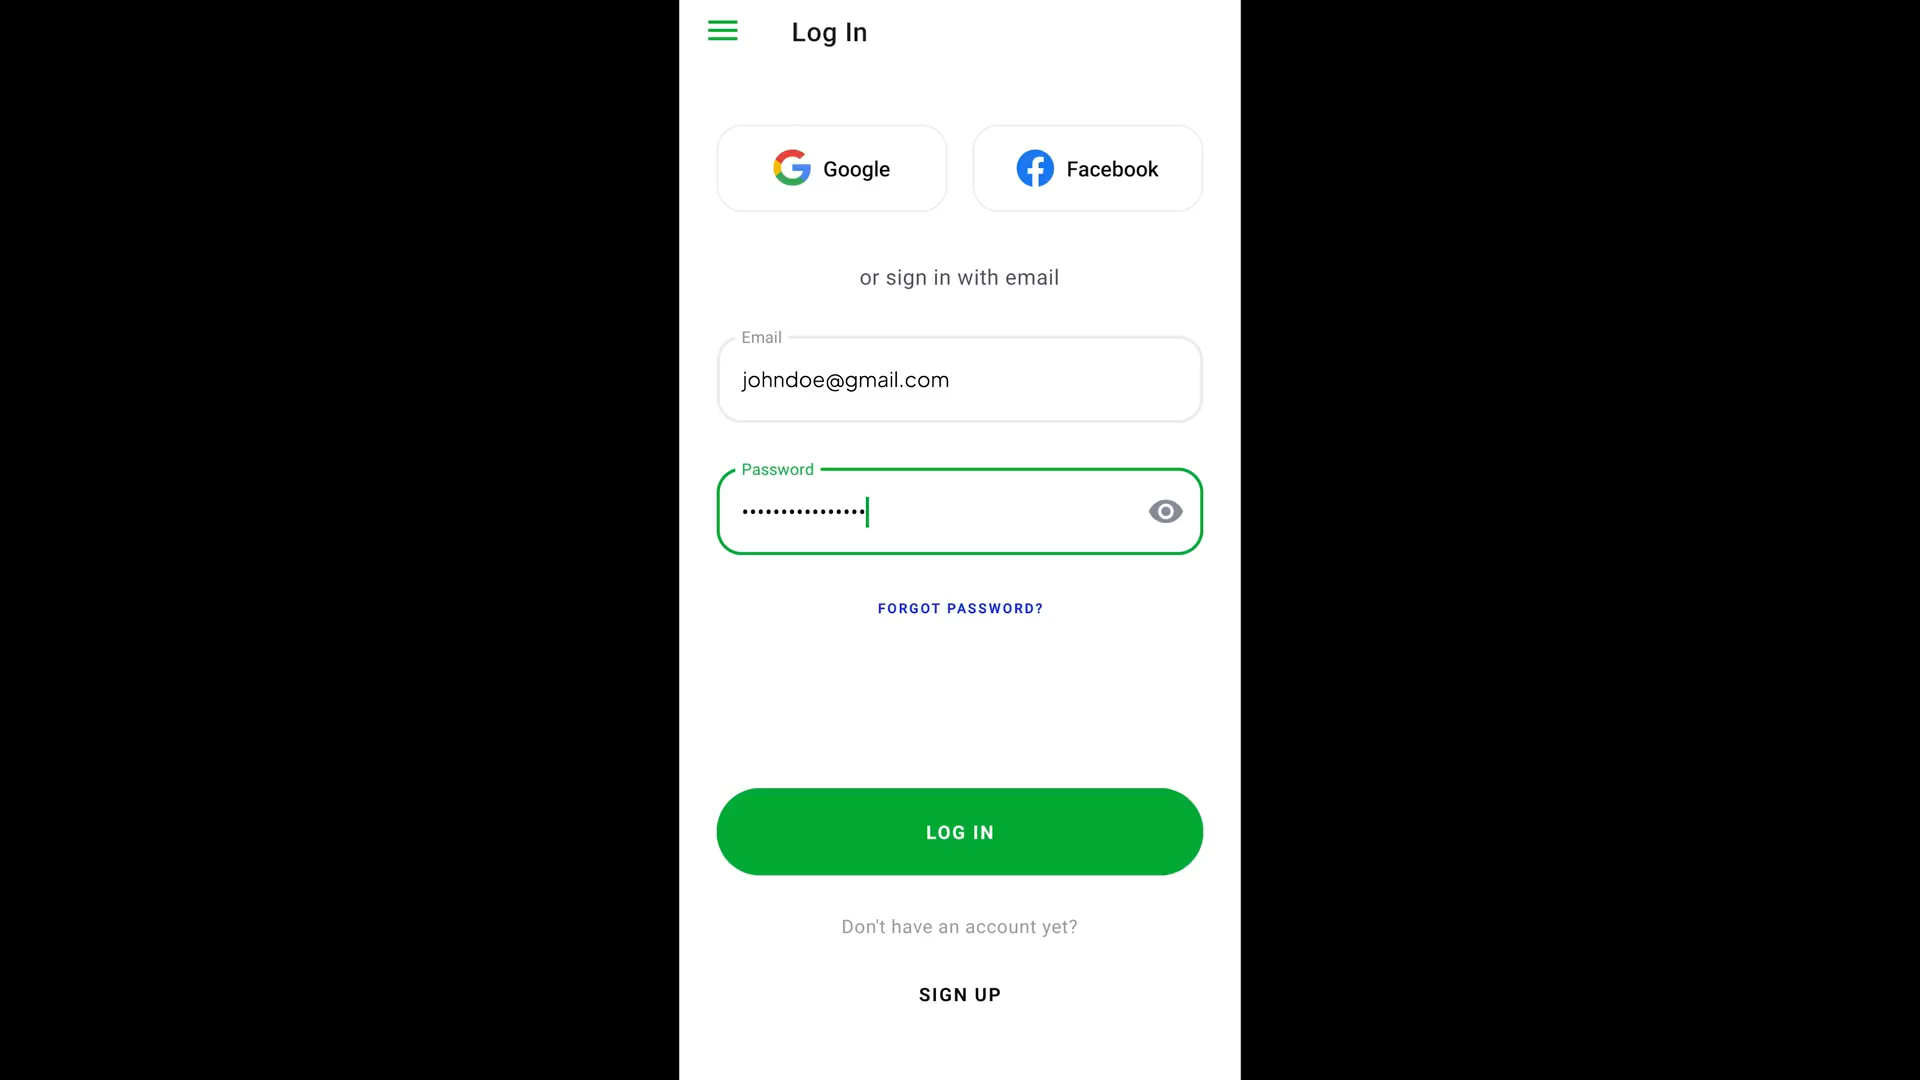 Log In
Google
Facebook
or sign in with email
Email
johndoe@gmail.com
Password
••••••••••••••••
FORGOT PASSWORD?
LOG IN
Don't have an account yet?
SIGN UP